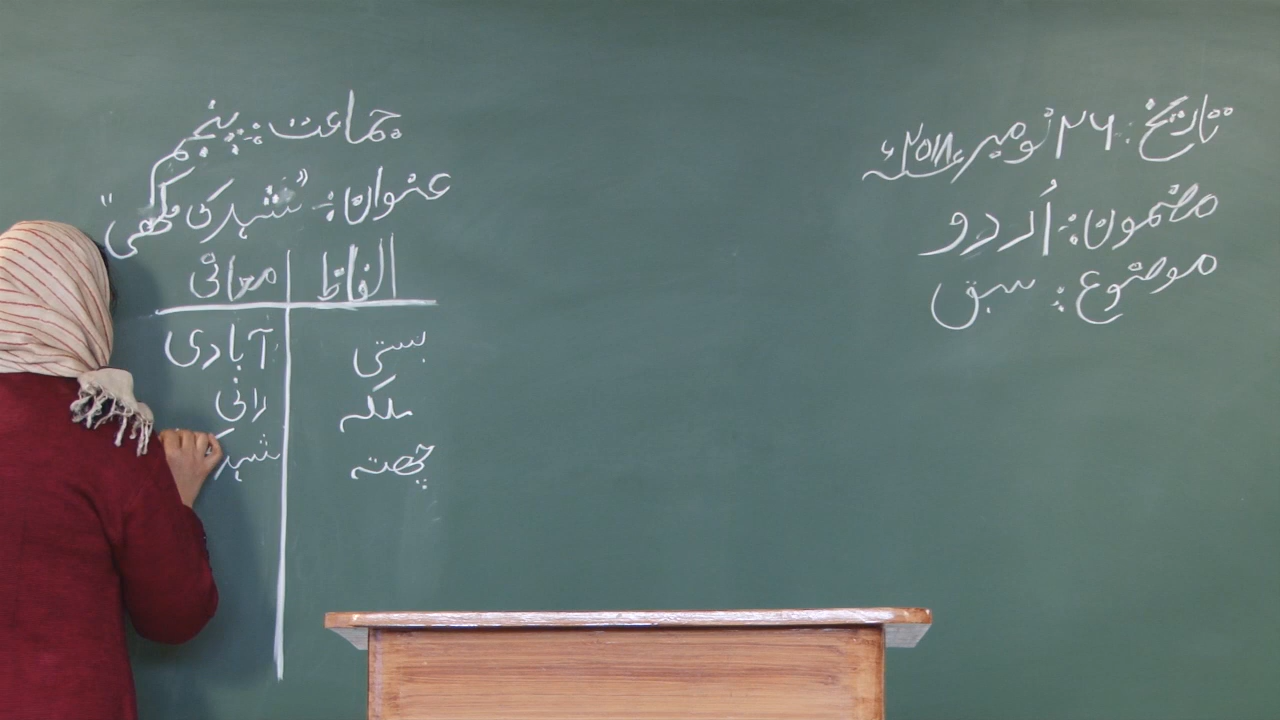 تاریخ: ۲۶ نومبر ۲۰۱۸ء
مضمون: اُردو
موضوع: سبق
جماعت: پنجم
عنوان: "شہد کی مکھی"
الفاظ معانی
بستی آبادی
ملکہ رانی
چھتہ شہد